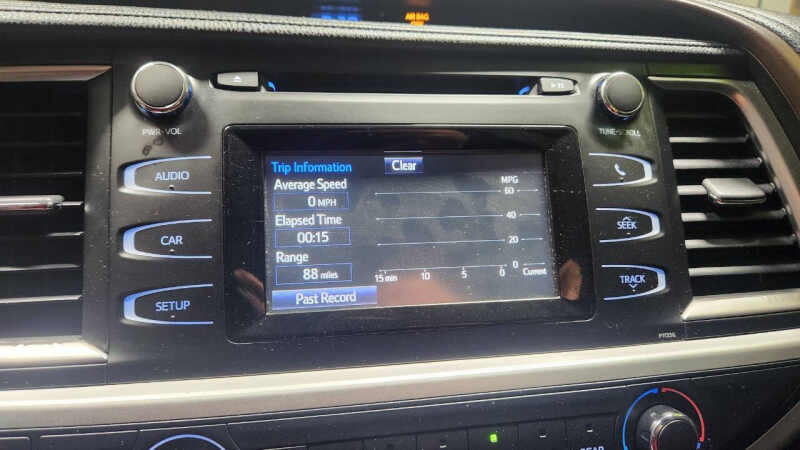 AIR BAG
PWR·VOL
TUNE·SCROLL
AUDIO
CAR
SETUP
SEEK
TRACK
Trip Information
Clear
Average Speed
0 MPH
Elapsed Time
00:15
Range
88 miles
Past Record
MPG
60
40
20
0
15 min 10 5 0 Current
REAR